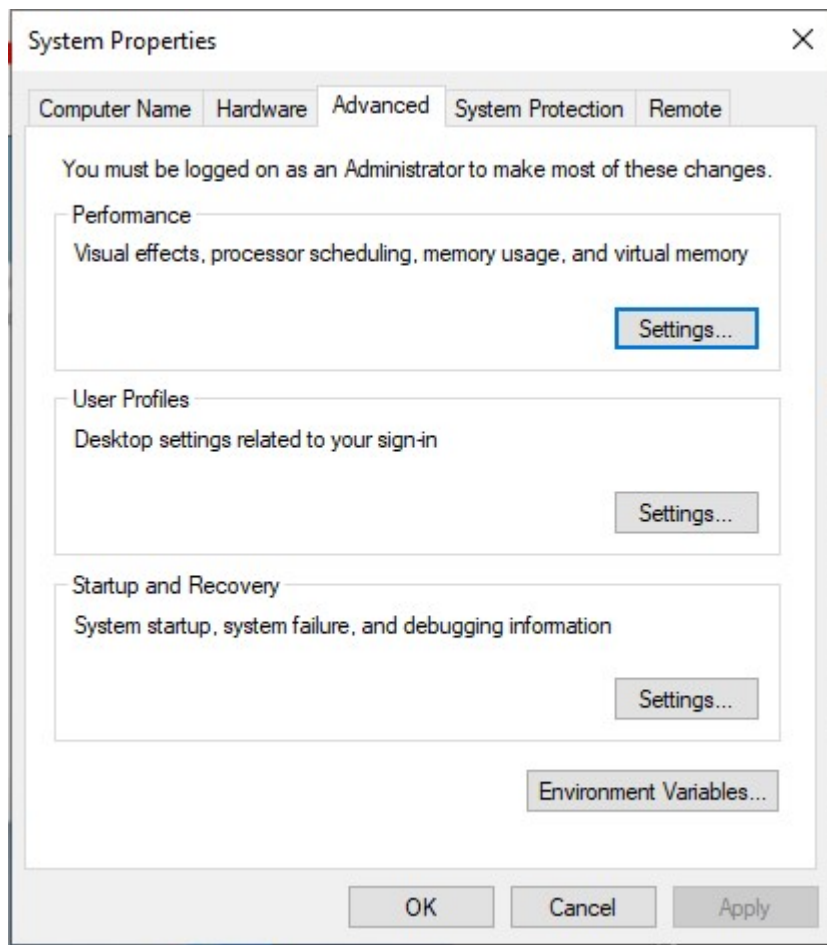 System Properties
Computer Name Hardware Advanced System Protection Remote
You must be logged on as an Administrator to make most of these changes.
Performance
Visual effects, processor scheduling, memory usage, and virtual memory
Settings...
User Profiles
Desktop settings related to your sign-in
Settings...
Startup and Recovery
System startup, system failure, and debugging information
Settings...
Environment Variables...
OK Cancel Apply